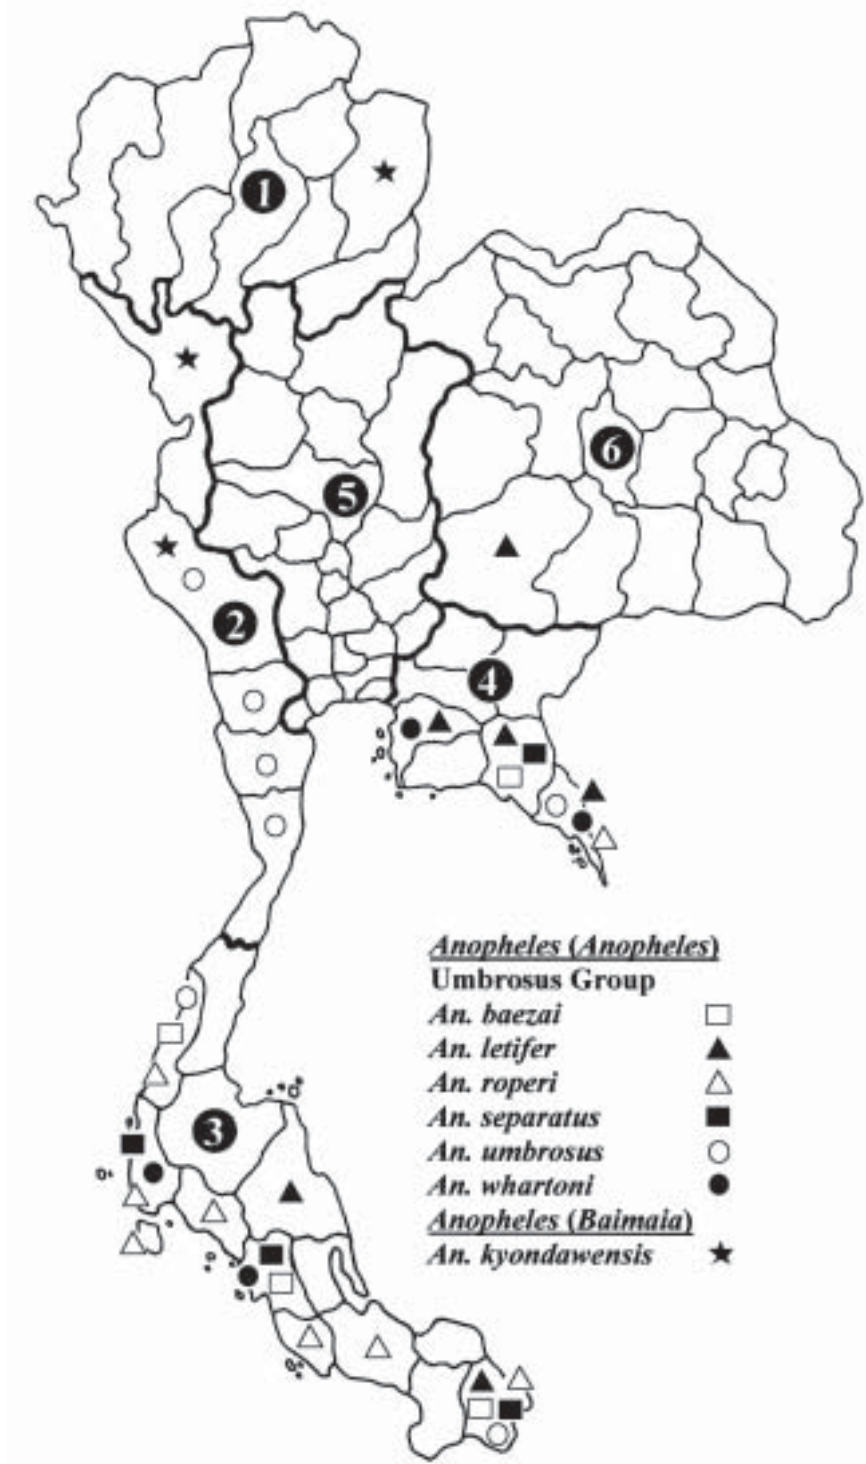 1
6
5
2
4
3
Anopheles (Anopheles)
Umbrosus Group
An. baezai
An. letifer
An. roperi
An. separatus
An. umbrosus
An. whartoni
Anopheles (Baimaia)
An. kyondawensis